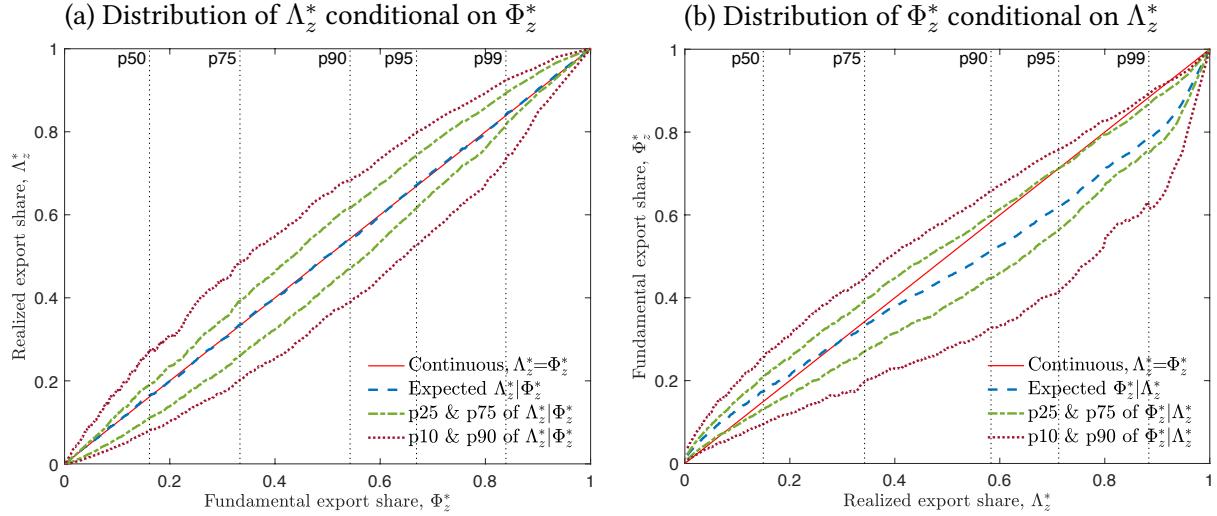 (a) Distribution of Λ*z conditional on Φ*z
1
p50 p75 p90 p95 p99
0.8
0.6
0.4
0.2
0
Realized export share, Λ*z
Continuous, Λ*z=Φ*z
Expected Λ*z|Φ*z
p25 & p75 of Λ*z|Φ*z
p10 & p90 of Λ*z|Φ*z
0 0.2 0.4 0.6 0.8 1
Fundamental export share, Φ*z
(b) Distribution of Φ*z conditional on Λ*z
1
p50 p75 p90 p95 p99
0.8
0.6
0.4
0.2
0
Fundamental export share, Φ*z
Continuous, Λ*z=Φ*z
Expected Φ*z|Λ*z
p25 & p75 of Φ*z|Λ*z
p10 & p90 of Φ*z|Λ*z
0 0.2 0.4 0.6 0.8 1
Realized export share, Λ*z